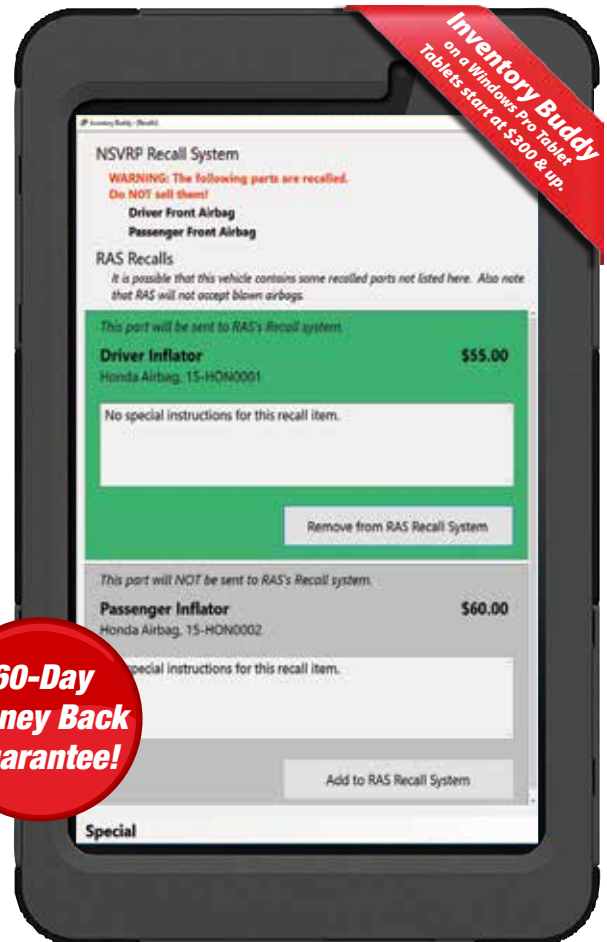 Inventory Buddy
on a Windows Pro Tablet
Tablets start at $300 & up.
Inventory Buddy - (Recalls)
NSVRP Recall System
WARNING: The following parts are recalled.
Do NOT sell them!
Driver Front Airbag
Passenger Front Airbag
RAS Recalls
It is possible that this vehicle contains some recalled parts not listed here. Also note
that RAS will not accept blown airbags.
This part will be sent to RAS's Recall system.
Driver Inflator $55.00
Honda Airbag, 15-HON0001
No special instructions for this recall item.
Remove from RAS Recall System
This part will NOT be sent to RAS's Recall system.
Passenger Inflator $60.00
Honda Airbag, 15-HON0002
special instructions for this recall item.
Add to RAS Recall System
60-Day
ney Back
arantee!
Special